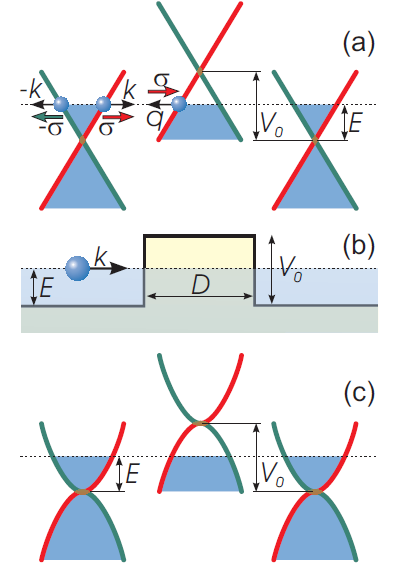 (a)
-k k σ
-σ σ q V₀ E
(b)
k
E D V₀
(c)
E V₀